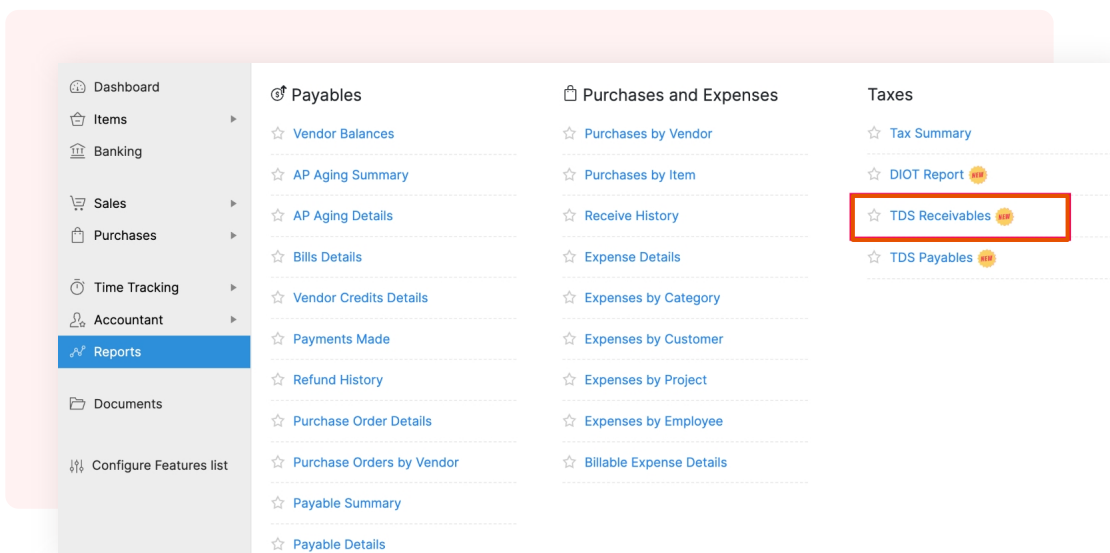 Dashboard
Items
Banking
Sales
Purchases
Time Tracking
Accountant
Reports
Documents
Configure Features list
Payables
Vendor Balances
AP Aging Summary
AP Aging Details
Bills Details
Vendor Credits Details
Payments Made
Refund History
Purchase Order Details
Purchase Orders by Vendor
Payable Summary
Payable Details
Purchases and Expenses
Purchases by Vendor
Purchases by Item
Receive History
Expense Details
Expenses by Category
Expenses by Customer
Expenses by Project
Expenses by Employee
Billable Expense Details
Taxes
Tax Summary
DIOT Report NEW
TDS Receivables NEW
TDS Payables NEW